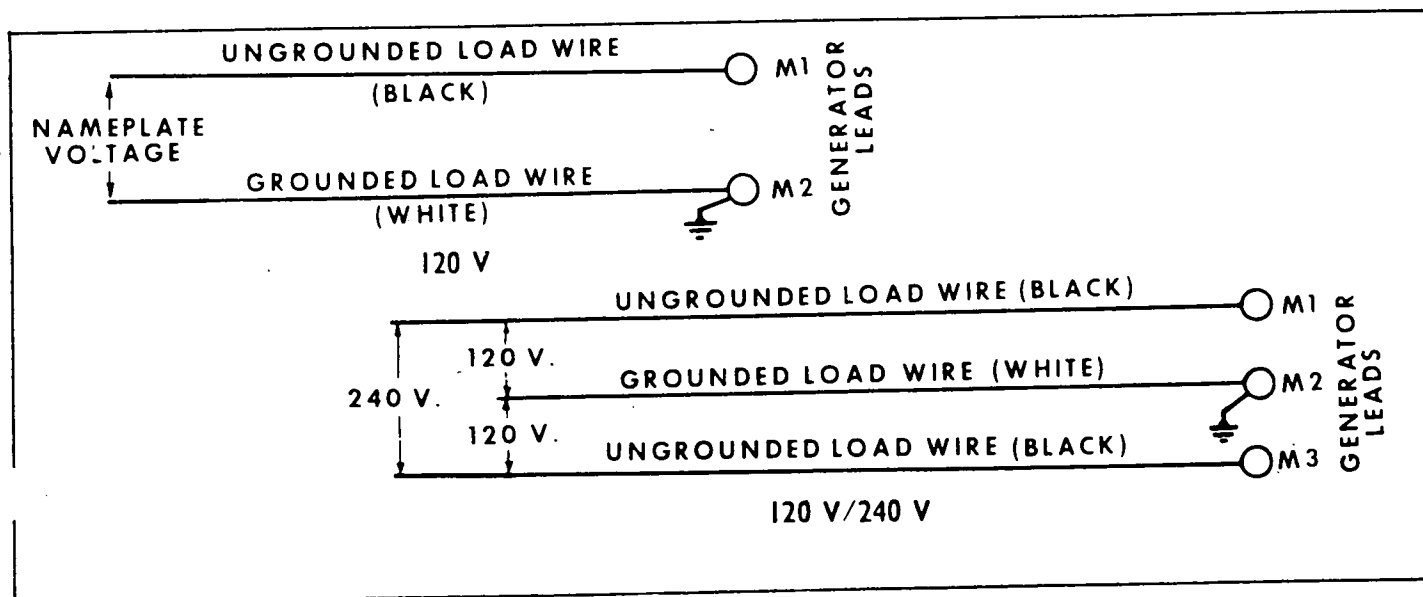 UNGROUNDED LOAD WIRE
(BLACK)
M1
NAMEPLATE
VOLTAGE
GROUNDED LOAD WIRE
(WHITE)
M2
GENERATOR
LEADS
120 V
UNGROUNDED LOAD WIRE (BLACK)
M1
120 V.
GROUNDED LOAD WIRE (WHITE)
M2
240 V.
120 V.
UNGROUNDED LOAD WIRE (BLACK)
M3
GENERATOR
LEADS
120 V/240 V